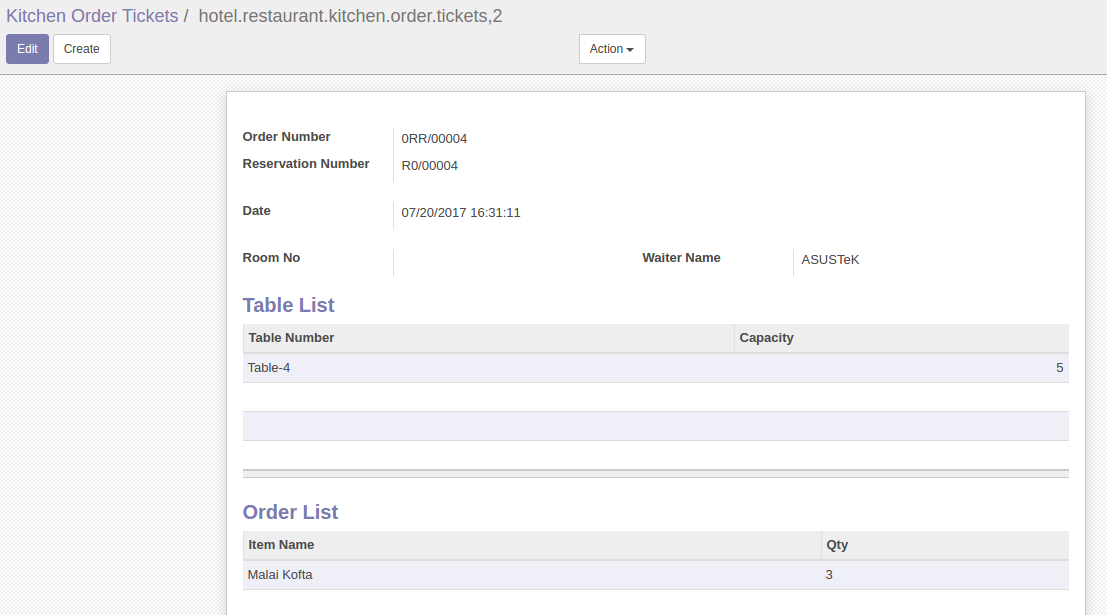 Kitchen Order Tickets / hotel.restaurant.kitchen.order.tickets,2
Edit Create Action
Order Number 0RR/00004
Reservation Number R0/00004
Date 07/20/2017 16:31:11
Room No Waiter Name ASUSTeK
Table List
Table Number Capacity
Table-4 5
Order List
Item Name Qty
Malai Kofta 3